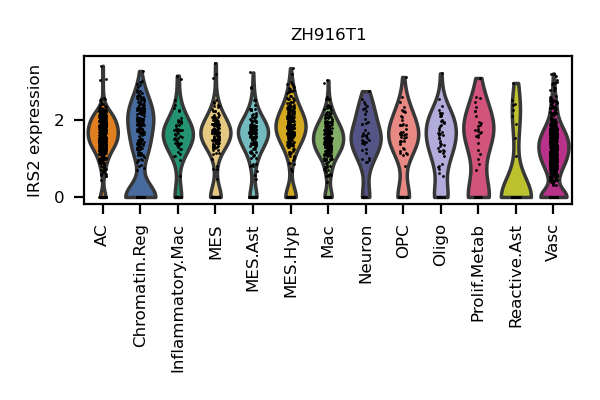 ZH916T1
IRS2 expression
2
0
AC
Chromatin.Reg
Inflammatory.Mac
MES
MES.Ast
MES.Hyp
Mac
Neuron
OPC
Oligo
Prolif.Metab
Reactive.Ast
Vasc